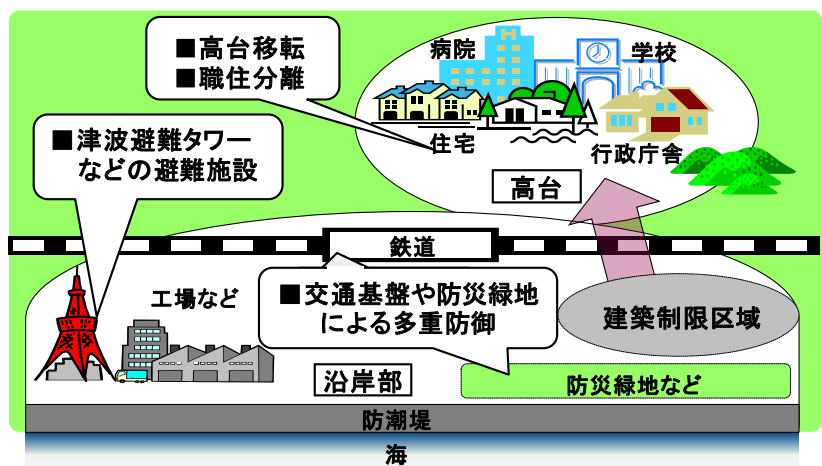 ■高台移転
■職住分離
病院
学校
住宅
行政庁舎
高台
■津波避難タワー
などの避難施設
鉄道
工場など
■交通基盤や防災緑地
による多重防御
建築制限区域
沿岸部
防災緑地など
防潮堤
海